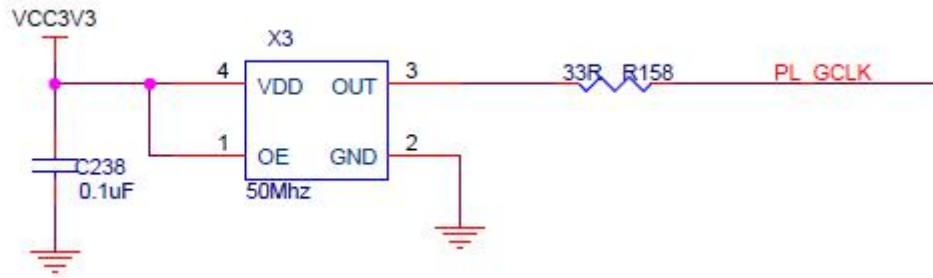 VCC3V3
X3
4 VDD OUT 3
33R R158
PL_GCLK
1 OE GND 2
C238
0.1uF
50Mhz